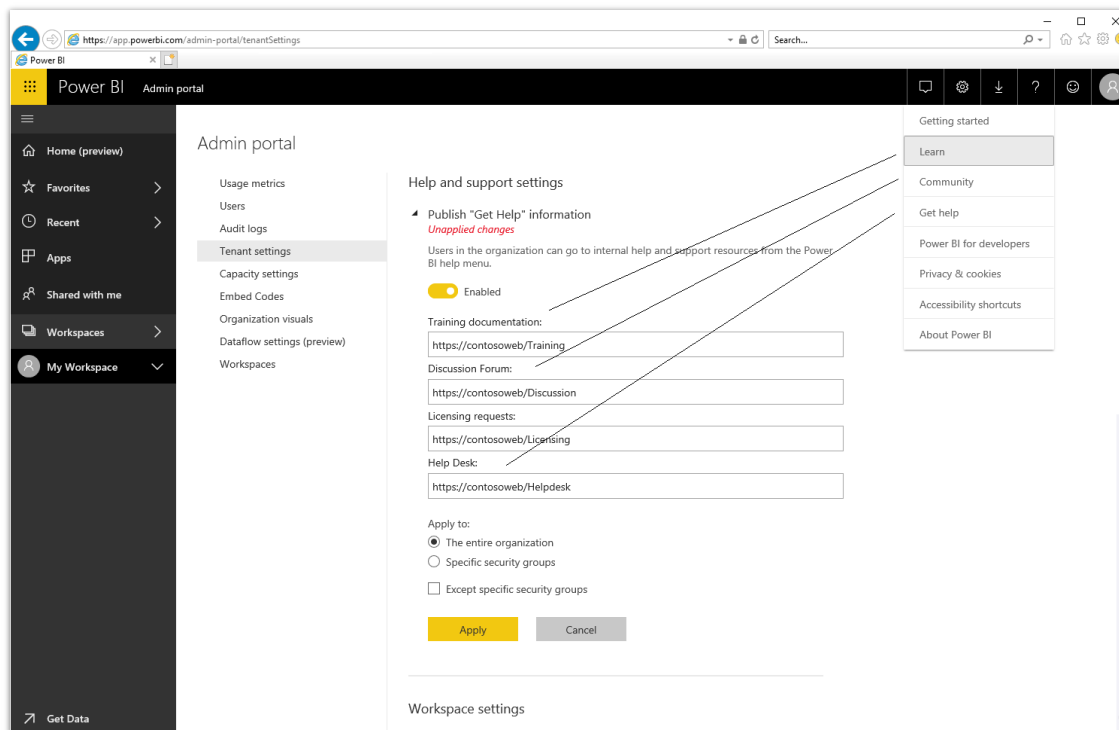 https://app.powerbi.com/admin-portal/tenantSettings
Search...
Power BI
Power BI Admin portal
Home (preview)
Favorites
Recent
Apps
Shared with me
Workspaces
My Workspace
Get Data
Admin portal
Usage metrics
Users
Audit logs
Tenant settings
Capacity settings
Embed Codes
Organization visuals
Dataflow settings (preview)
Workspaces
Help and support settings
Publish "Get Help" information
Unapplied changes
Users in the organization can go to internal help and support resources from the Power
BI help menu.
Enabled
Training documentation:
https://contosoweb/Training
Discussion Forum:
https://contosoweb/Discussion
Licensing requests:
https://contosoweb/Licensing
Help Desk:
https://contosoweb/Helpdesk
Apply to:
The entire organization
Specific security groups
Except specific security groups
Apply
Cancel
Workspace settings
Getting started
Learn
Community
Get help
Power BI for developers
Privacy & cookies
Accessibility shortcuts
About Power BI